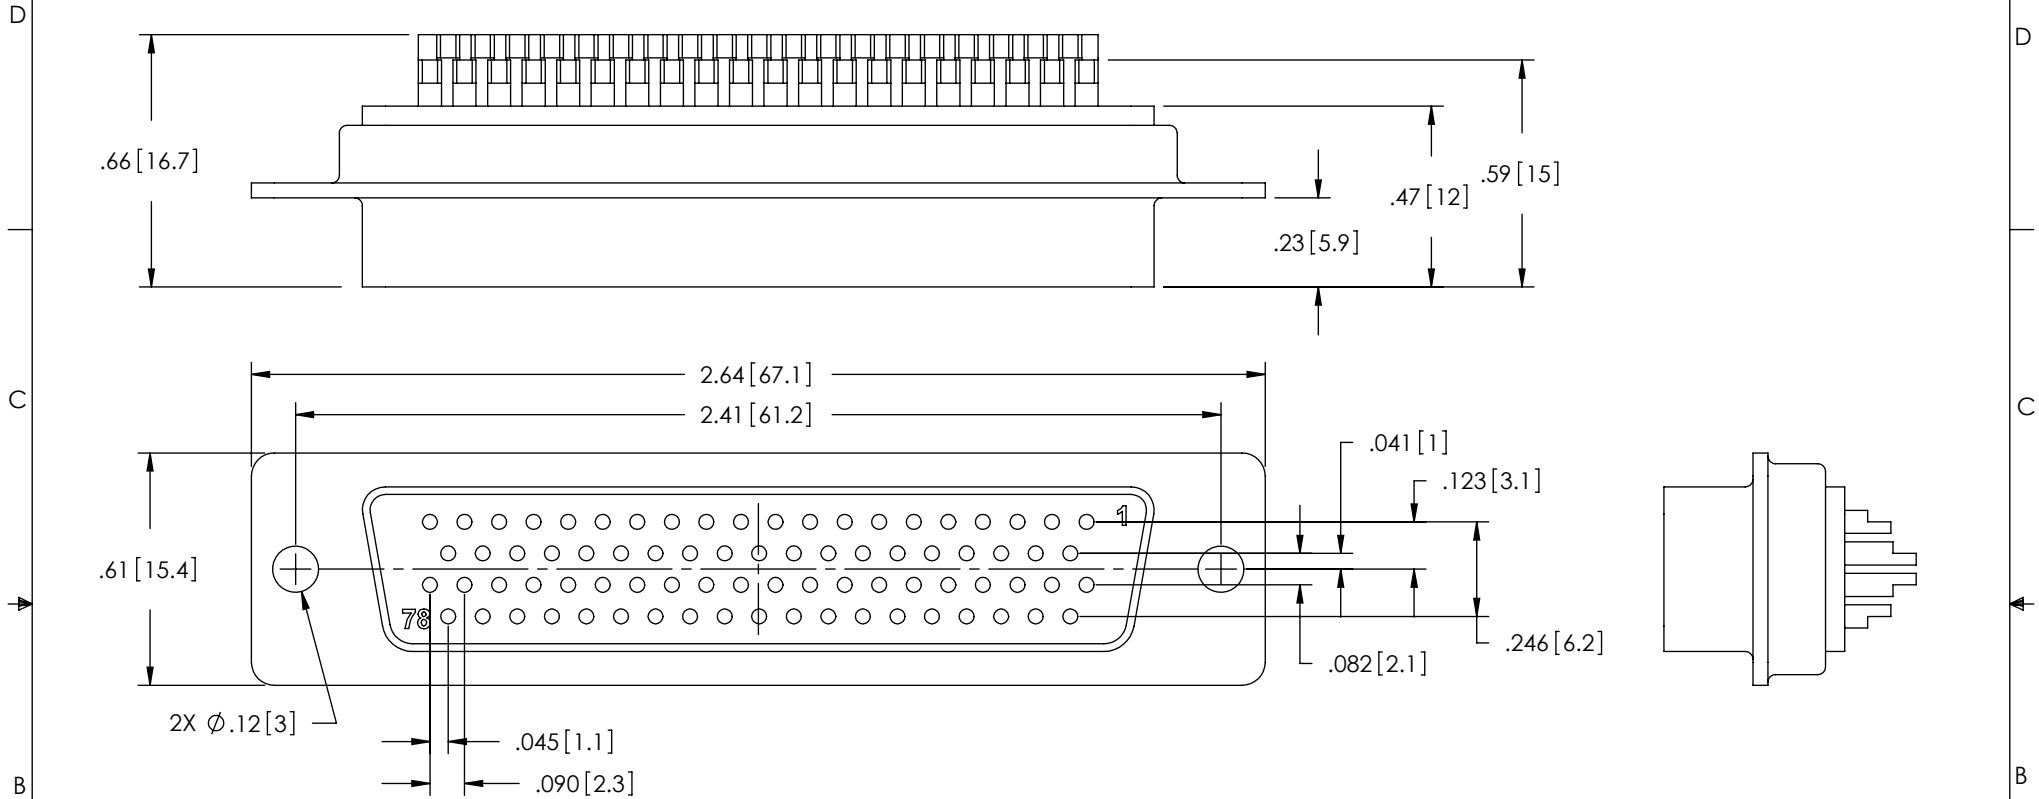 D
D
.66[16.7]
.59[15]
.47[12]
.23[5.9]
2.64[67.1]
C
C
2.41[61.2]
.041[1]
.123[3.1]
1
.61[15.4]
78
.246[6.2]
.082[2.1]
2X ∅.12[3]
.045[1.1]
.090[2.3]
B
B